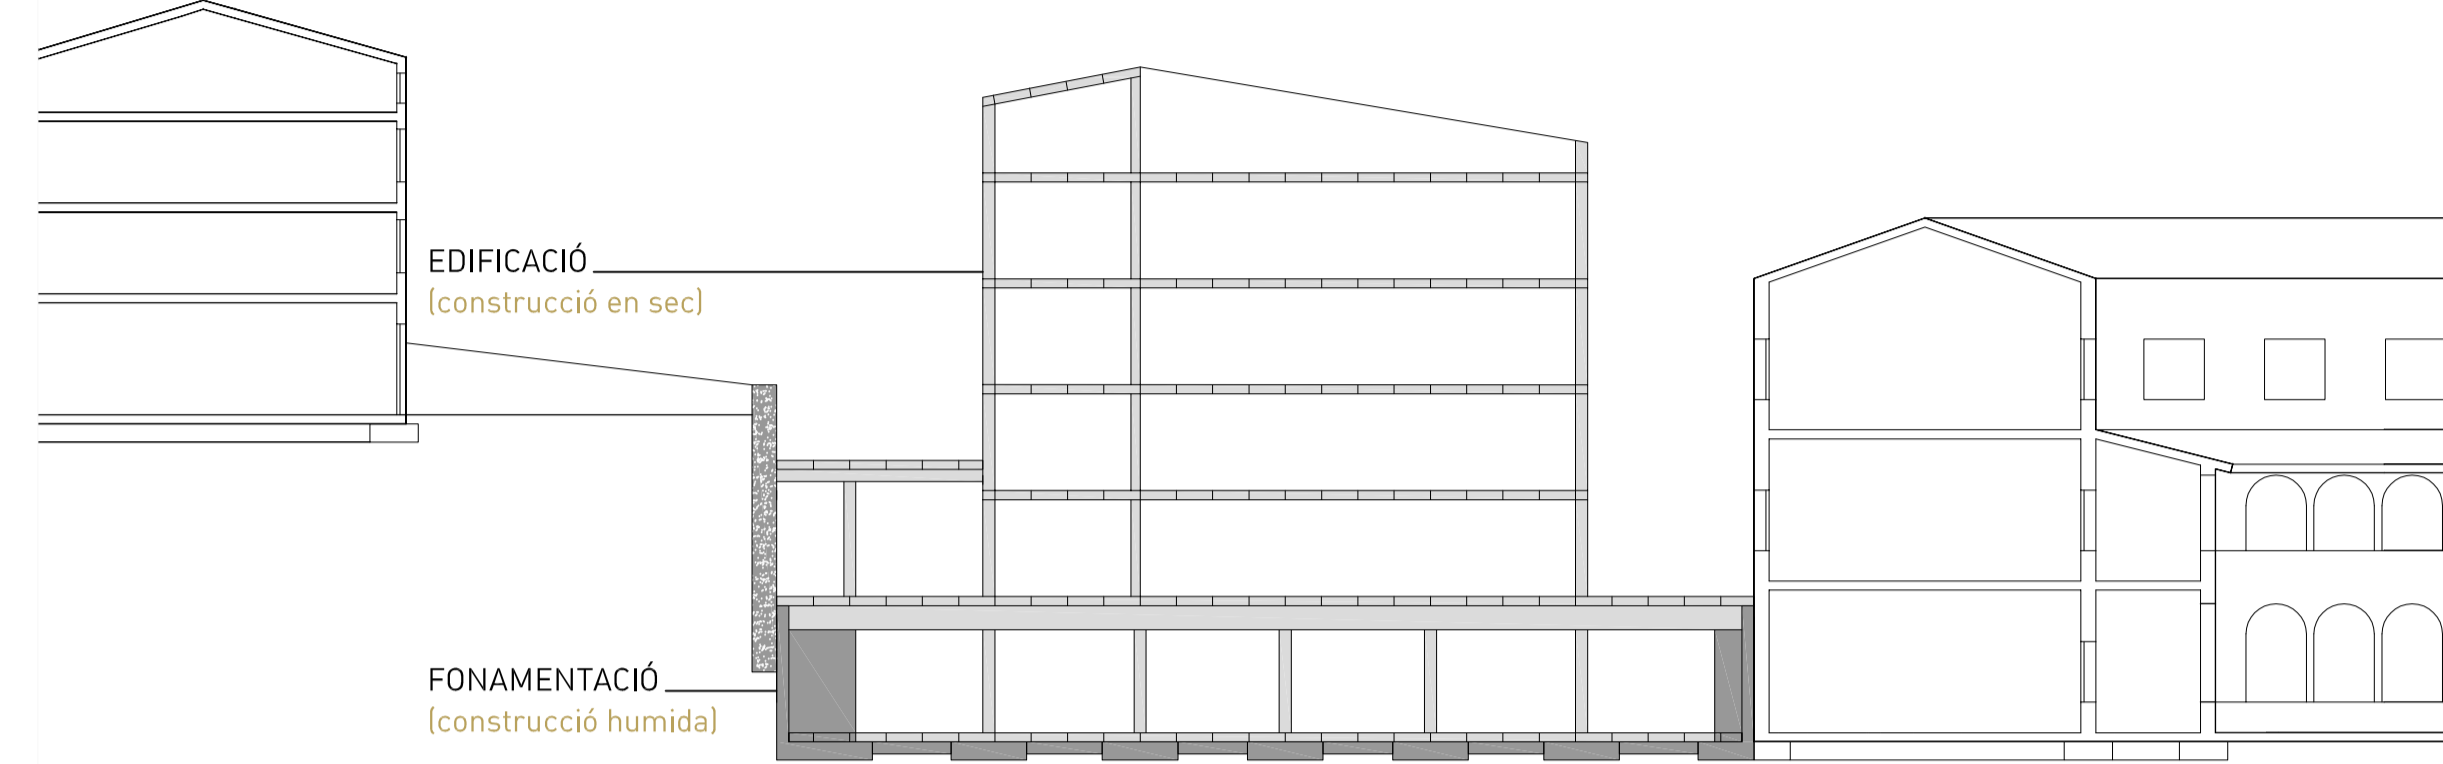 EDIFICACIÓ
(construcció en sec)
FONAMENTACIÓ
(construcció humida)